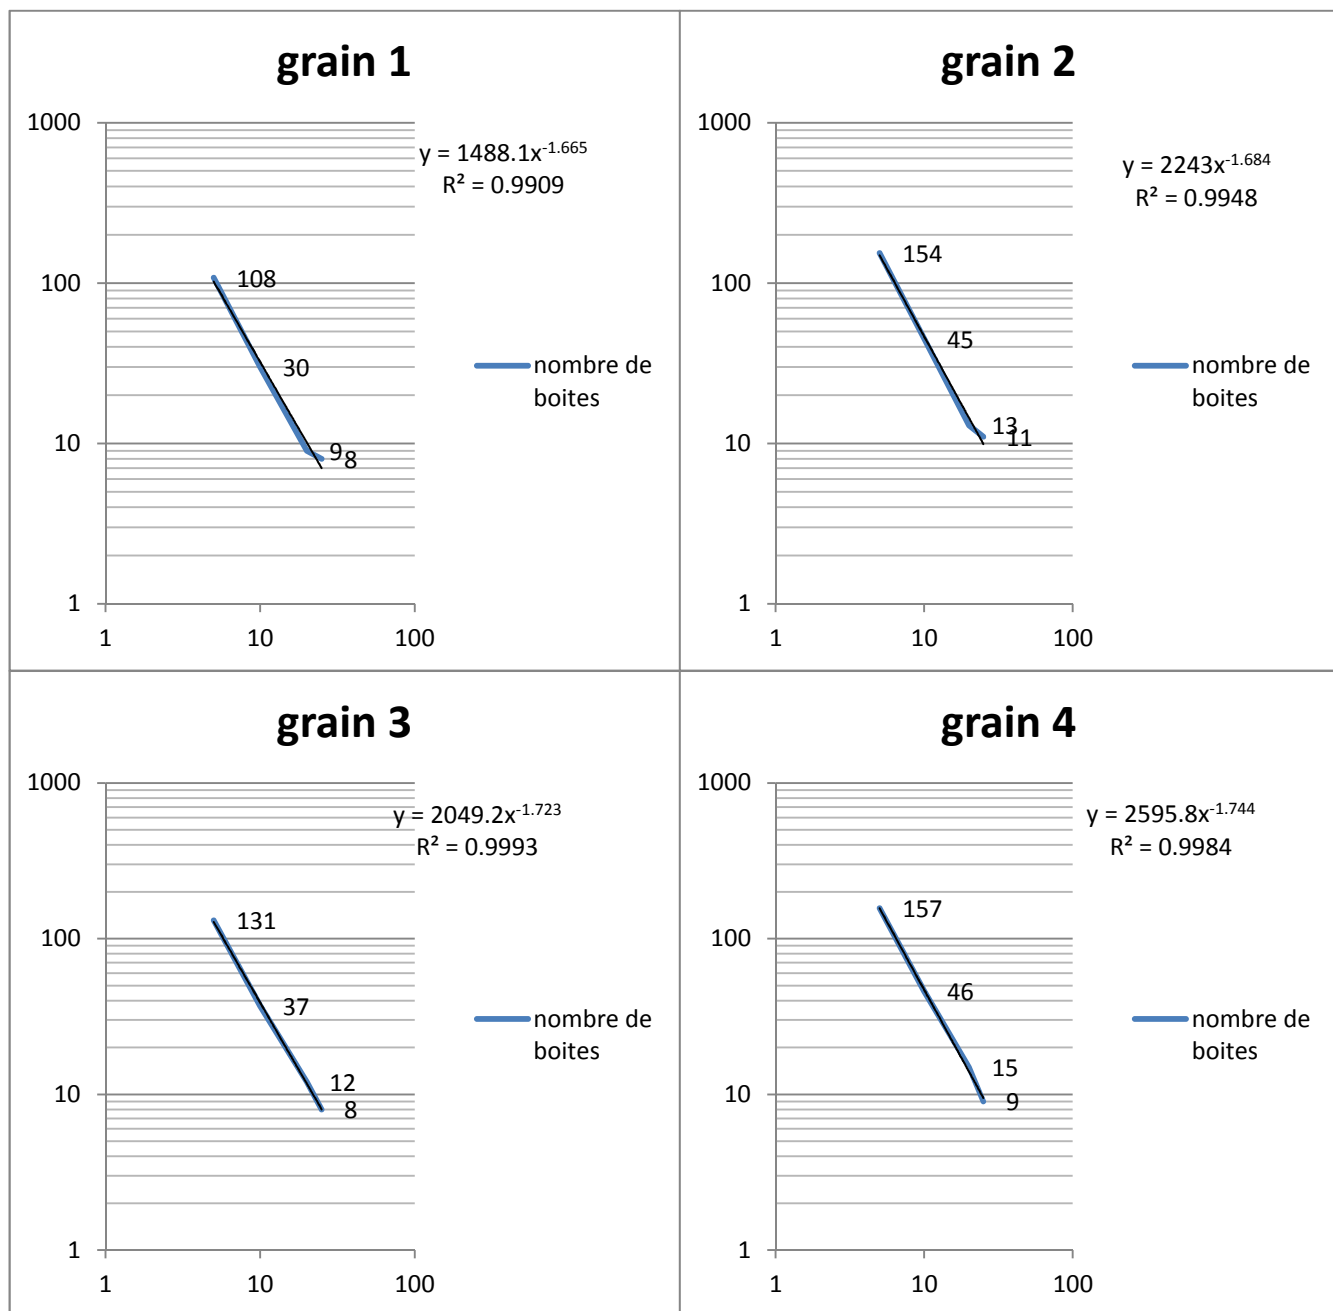 grain 1
1000
y = 1488.1x^-1.665
R² = 0.9909
108
100
30
nombre de
boites
10
9
8
1
1
10
100
grain 2
1000
y = 2243x^-1.684
R² = 0.9948
154
100
45
nombre de
boites
13
11
10
1
1
10
100
grain 3
1000
y = 2049.2x^-1.723
R² = 0.9993
131
100
37
nombre de
boites
12
8
10
1
1
10
100
grain 4
1000
y = 2595.8x^-1.744
R² = 0.9984
157
100
46
nombre de
boites
15
9
10
1
1
10
100